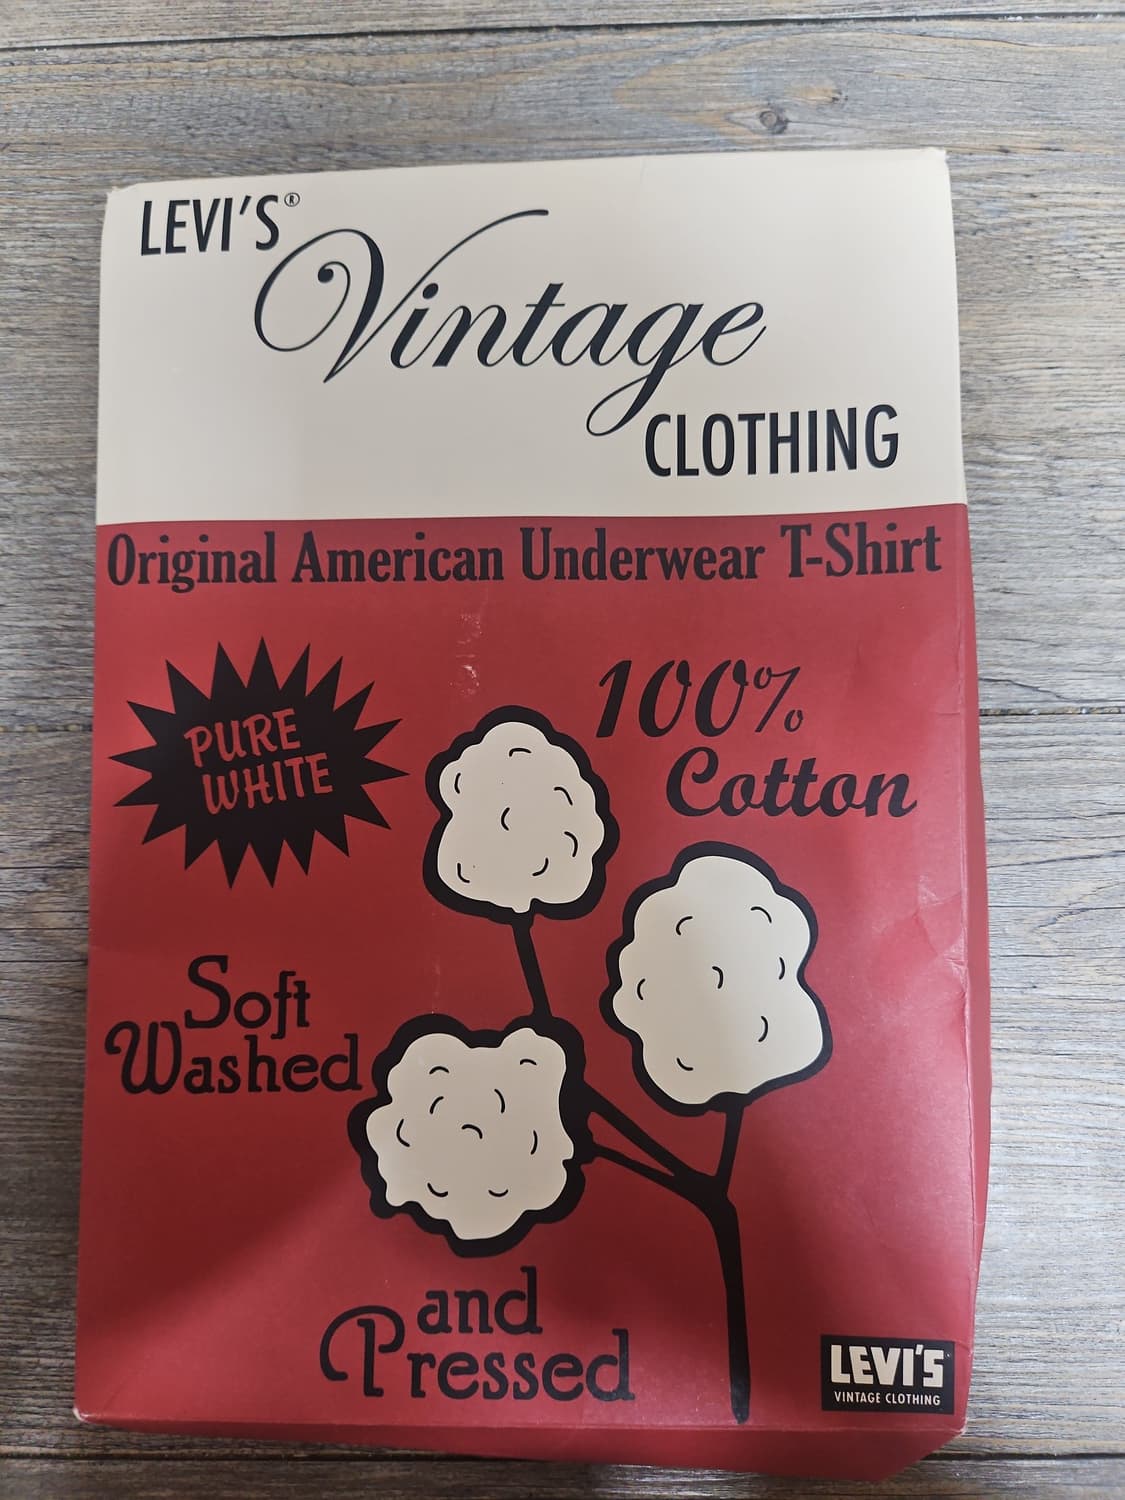 LEVI'S®
Vintage
CLOTHING
Original American Underwear T-Shirt
PURE
WHITE
100%
Cotton
Soft
Washed
and
Pressed
LEVI'S
VINTAGE CLOTHING